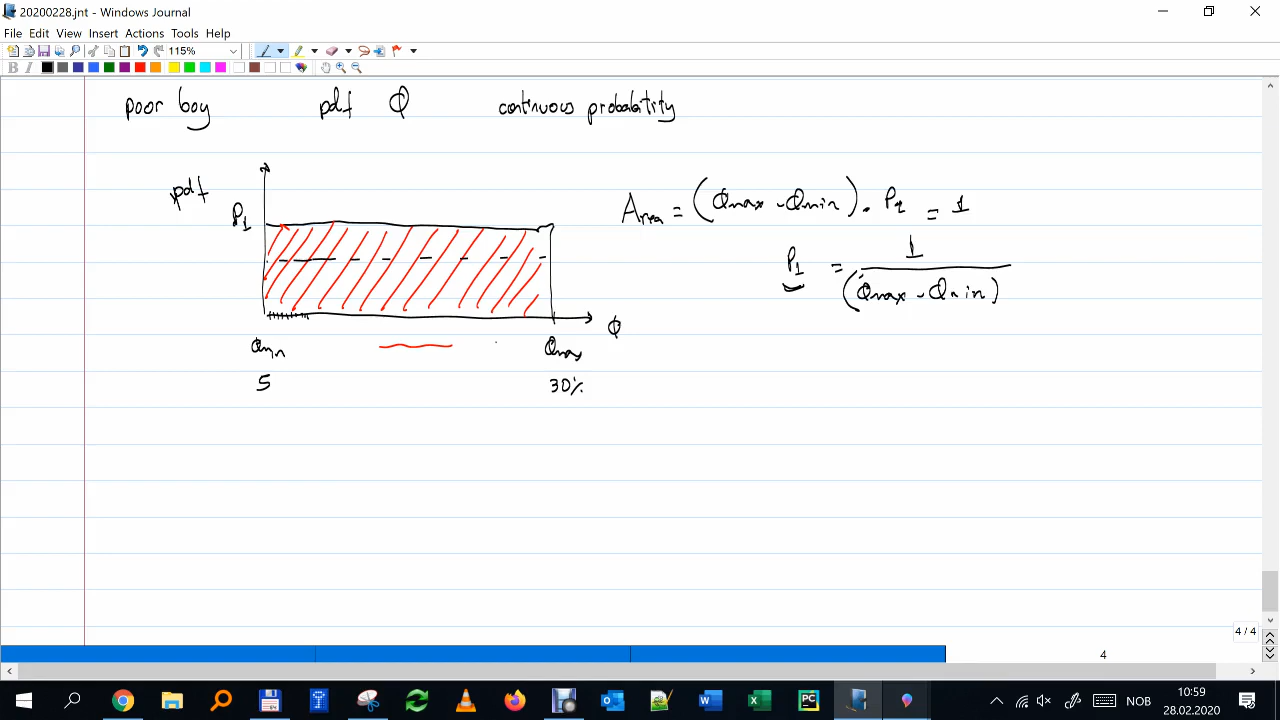 20200228.jnt - Windows Journal
File Edit View Insert Actions Tools Help
115%
B I
poor boy pdf Φ continuous probabatity
pdf
P1
Area = (Φmax - Φmin) . P1 = 1
P1 = 1
(Φmax - Φmin)
Φ
Φmin Φmax
5 30%
4 / 4
4
NOB
10:59
28.02.2020